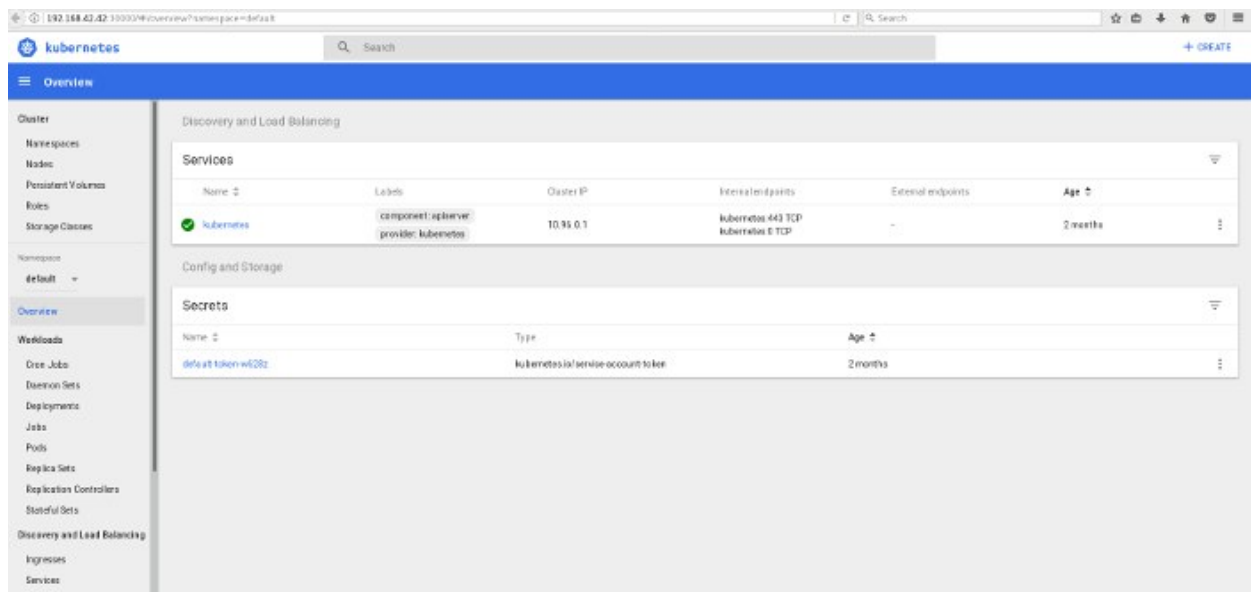 192.168.42.42:30000/#/overview?namespace=default
Search
kubernetes
Search
+ CREATE
Overview
Cluster
Namespaces
Nodes
Persistent Volumes
Roles
Storage Classes
Namespace
default
Overview
Workloads
Cron Jobs
Daemon Sets
Deployments
Jobs
Pods
Replica Sets
Replication Controllers
Stateful Sets
Discovery and Load Balancing
Ingresses
Services
Discovery and Load Balancing
Services
Name Labels Cluster IP Internal endpoints External endpoints Age
kubernetes component: apiserver provider: kubernetes 10.96.0.1 kubernetes:443 TCP kubernetes:0 TCP - 2 months
Config and Storage
Secrets
Name Type Age
kubernetes.io/service-account-token 2 months